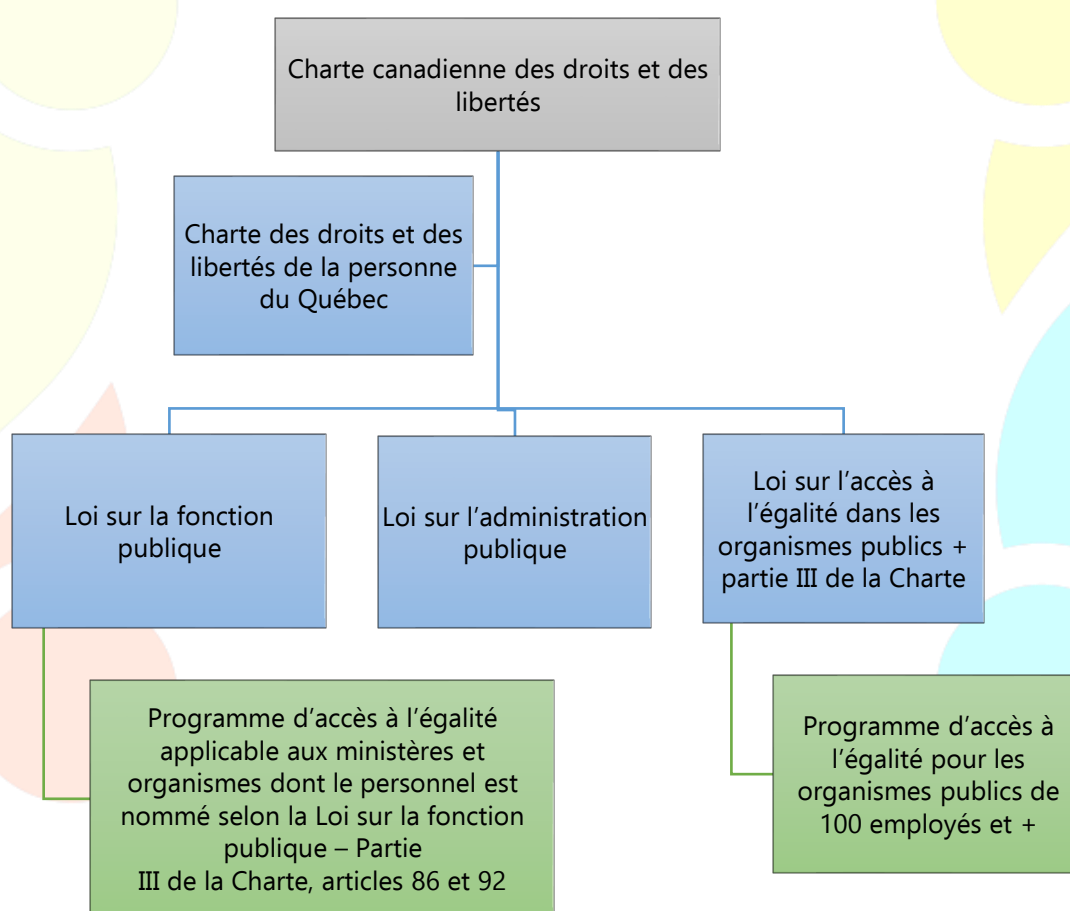 Charte canadienne des droits et des
libertés
Charte des droits et des
libertés de la personne
du Québec
Loi sur la fonction
publique
Loi sur l'administration
publique
Loi sur l'accès à
l'égalité dans les
organismes publics +
partie III de la Charte
Programme d'accès à l'égalité
applicable aux ministères et
organismes dont le personnel est
nommé selon la Loi sur la fonction
publique – Partie
III de la Charte, articles 86 et 92
Programme d'accès à
l'égalité pour les
organismes publics de
100 employés et +